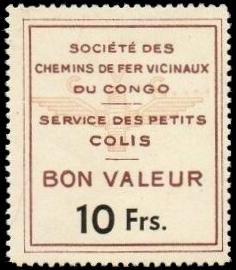 SOCIÉTÉ DES
CHEMINS DE FER VICINAUX
DU CONGO
SERVICE DES PETITS
COLIS
BON VALEUR
10 Frs.